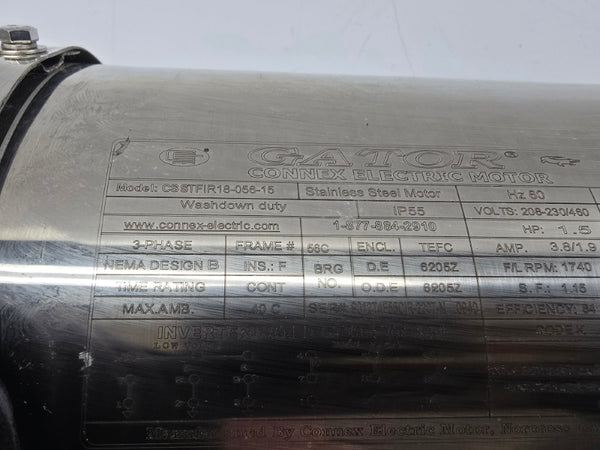 GATOR®
CONNEX ELECTRIC MOTOR
Model: CSSTFIR18-056-15 Stainless Steel Motor Hz 60
Washdown duty IP55 VOLTS: 208-230/460
www.connex-electric.com 1-877-984-2910 HP: 1.5
3-PHASE FRAME # 56C ENCL TEFC AMP. 3.8/1.9
NEMA DESIGN B INS.: F BRG D.E 6205Z F/L RPM: 1740
TIME RATING CONT NO. O.D.E 6205Z S.F.: 1.15
MAX.AMB. 40 C EFFICIENCY: 84
INVERTER
LOW
By Connex Electric Motor,